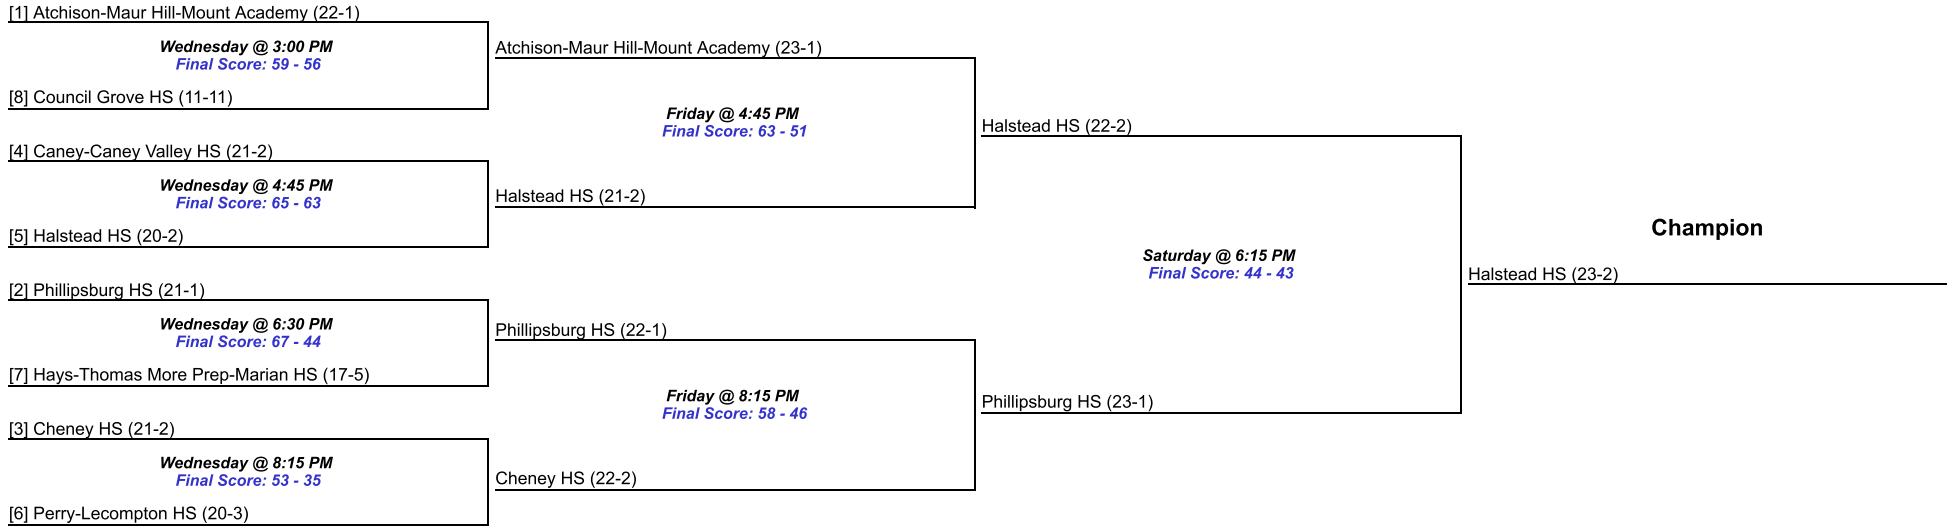 [1] Atchison-Maur Hill-Mount Academy (22-1)
Wednesday @ 3:00 PM
Final Score: 59 - 56
[8] Council Grove HS (11-11)
[4] Caney-Caney Valley HS (21-2)
Wednesday @ 4:45 PM
Final Score: 65 - 63
[5] Halstead HS (20-2)
[2] Phillipsburg HS (21-1)
Wednesday @ 6:30 PM
Final Score: 67 - 44
[7] Hays-Thomas More Prep-Marian HS (17-5)
[3] Cheney HS (21-2)
Wednesday @ 8:15 PM
Final Score: 53 - 35
[6] Perry-Lecompton HS (20-3)
Atchison-Maur Hill-Mount Academy (23-1)
Friday @ 4:45 PM
Final Score: 63 - 51
Halstead HS (21-2)
Phillipsburg HS (22-1)
Friday @ 8:15 PM
Final Score: 58 - 46
Cheney HS (22-2)
Halstead HS (22-2)
Saturday @ 6:15 PM
Final Score: 44 - 43
Phillipsburg HS (23-1)
Champion
Halstead HS (23-2)